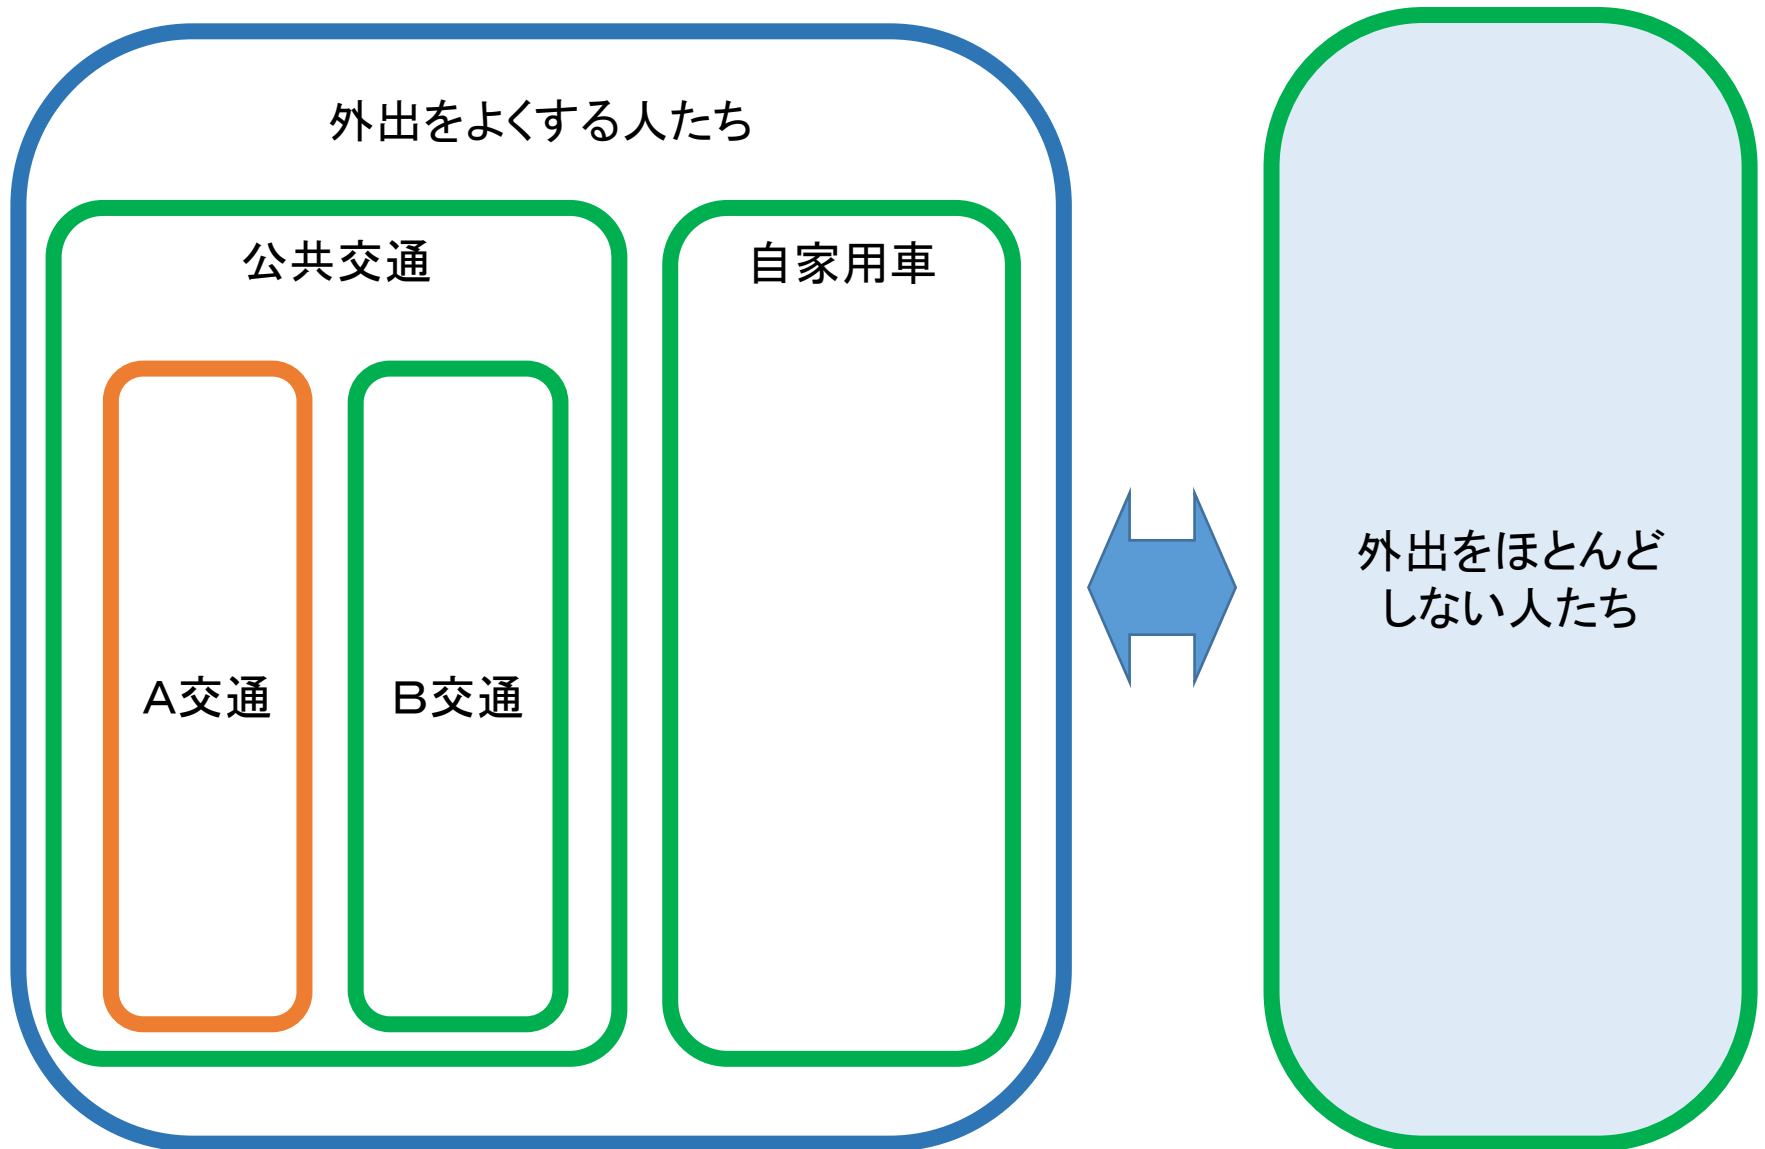 外出をよくする人たち
公共交通
自家用車
Ａ交通
Ｂ交通
外出をほとんど
しない人たち